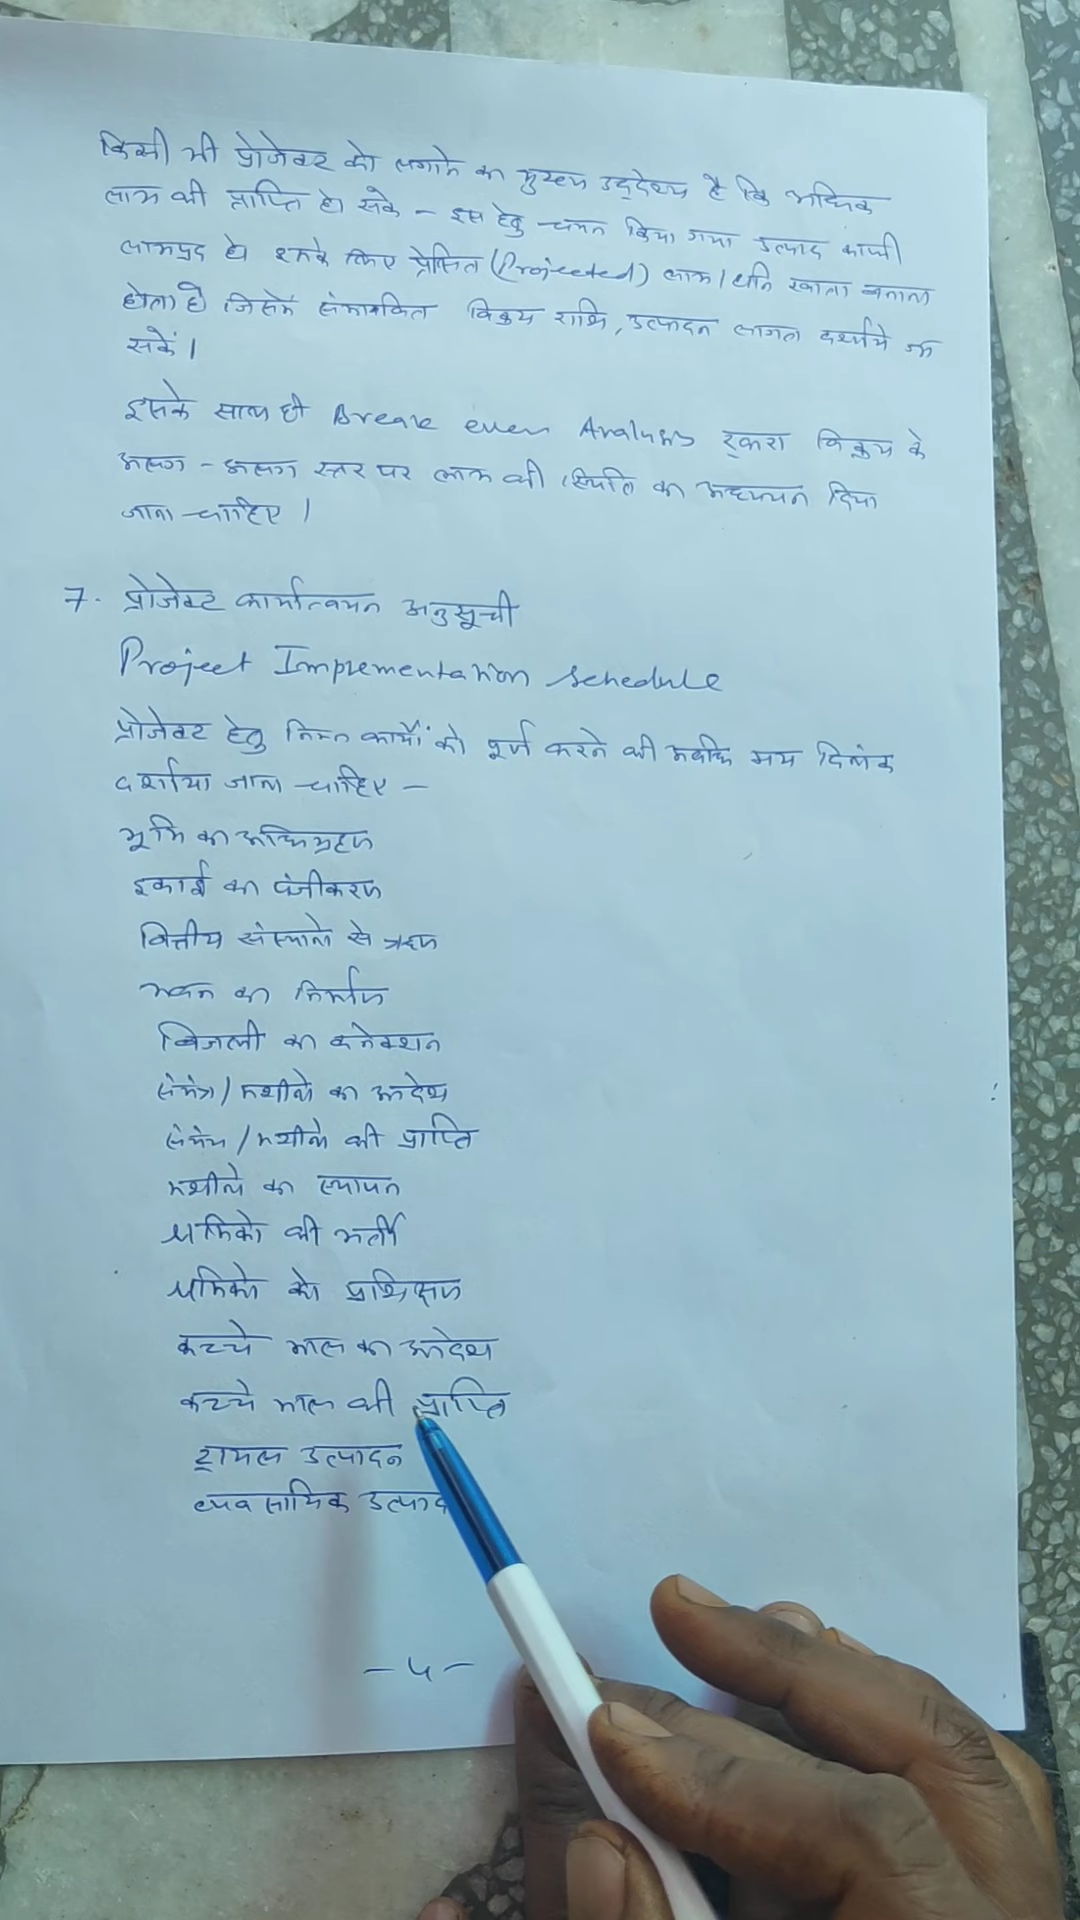 किसी भी प्रोजेक्ट को लगाने का मुख्य उद्देश्य है कि अधिक
लाभ की प्राप्ति हो सके - इस हेतु चयन किया गया उत्पाद काफी
लाभप्रद हो इसके लिए प्रेसित (Projected) लाभ/हानि खाता बनाना
होता है जिसमें संभावित विक्रय राशि, उत्पादन लागत दर्शाये जा
सकें।
इसके साथ ही Break even Analysis द्वारा विक्रय के
अलग-अलग स्तर पर लाभ की स्थिति का अध्ययन किया
जाना चाहिए।
7. प्रोजेक्ट कार्यान्वयन अनुसूची
Project Implementation Schedule
प्रोजेक्ट हेतु निम्न कार्यों को पूर्ण करने की अवधि मय दिनांक
दर्शाया जाना चाहिए -
भूमि का अधिग्रहण
इकाई का पंजीकरण
वित्तीय संस्थानो से ऋण
भवन का निर्माण
बिजली का कनेक्शन
संयंत्र/मशीनो का आदेश
संयंत्र/मशीनो की प्राप्ति
मशीनो का स्थापन
श्रमिको की भर्ती
श्रमिको को प्रशिक्षण
कच्चे माल का आदेश
कच्चे माल की प्राप्ति
ट्रायल उत्पादन
व्यवसायिक उत्पाद
-५-